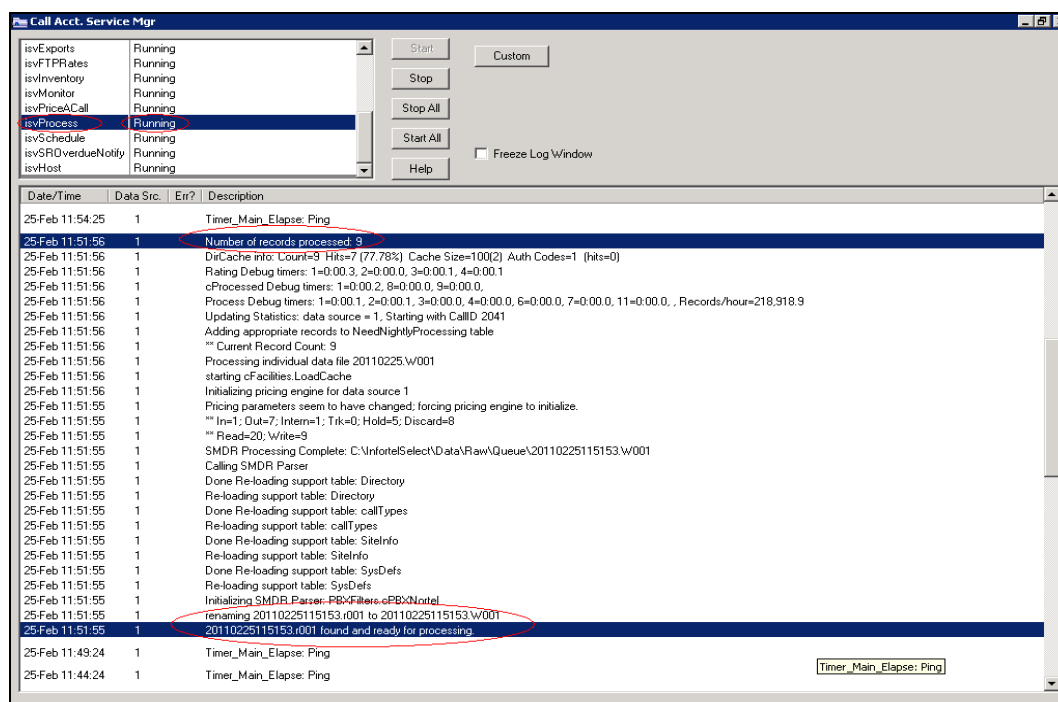 Call Acct. Service Mgr
isvExports Running
isvFTPRates Running
isvInventory Running
isvMonitor Running
isvPriceACall Running
isvProcess Running
isvSchedule Running
isvSROverdueNotify Running
isvHost Running
Start
Stop
Stop All
Start All
Help
Custom
Freeze Log Window
Date/Time Data Src. Err? Description
25-Feb 11:54:25 1 Timer_Main_Elapse: Ping
25-Feb 11:51:56 1 Number of records processed: 9
25-Feb 11:51:56 1 DirCache info: Count=9 Hits=7 (77.78%) Cache Size=100(2) Auth Codes=1 (hits=0)
25-Feb 11:51:56 1 Rating Debug timers: 1=0:00.3, 2=0:00.0, 3=0:00.1, 4=0:00.1
25-Feb 11:51:56 1 cProcessed Debug timers: 1=0:00.2, 8=0:00.0, 9=0:00.0,
25-Feb 11:51:56 1 Process Debug timers: 1=0:00.1, 2=0:00.1, 3=0:00.0, 4=0:00.0, 6=0:00.0, 7=0:00.0, 11=0:00.0, , Records/hour=218,918.9
25-Feb 11:51:56 1 Updating Statistics: data source = 1, Starting with CallID 2041
25-Feb 11:51:56 1 Adding appropriate records to NeedNightlyProcessing table
25-Feb 11:51:56 1 ** Current Record Count: 9
25-Feb 11:51:56 1 Processing individual data file 20110225.W001
25-Feb 11:51:56 1 starting cFacilities.LoadCache
25-Feb 11:51:56 1 Initializing pricing engine for data source 1
25-Feb 11:51:55 1 Pricing parameters seem to have changed; forcing pricing engine to initialize.
25-Feb 11:51:55 1 ** In=1; Out=7; Intern=1; Trk=0; Hold=5; Discard=8
25-Feb 11:51:55 1 ** Read=20; Write=9
25-Feb 11:51:55 1 SMDR Processing Complete: C:\InfortelSelect\Data\Raw\Queue\20110225115153.W001
25-Feb 11:51:55 1 Calling SMDR Parser
25-Feb 11:51:55 1 Done Re-loading support table: Directory
25-Feb 11:51:55 1 Re-loading support table: Directory
25-Feb 11:51:55 1 Done Re-loading support table: callTypes
25-Feb 11:51:55 1 Re-loading support table: callTypes
25-Feb 11:51:55 1 Done Re-loading support table: SiteInfo
25-Feb 11:51:55 1 Re-loading support table: SiteInfo
25-Feb 11:51:55 1 Done Re-loading support table: SysDefs
25-Feb 11:51:55 1 Re-loading support table: SysDefs
25-Feb 11:51:55 1 Initializing SMDR Parser: PBXFilters.cPBXNortel
25-Feb 11:51:55 1 renaming 20110225115153.r001 to 20110225115153.W001
25-Feb 11:51:55 1 20110225115153.r001 found and ready for processing.
25-Feb 11:49:24 1 Timer_Main_Elapse: Ping
Timer_Main_Elapse: Ping
25-Feb 11:44:24 1 Timer_Main_Elapse: Ping